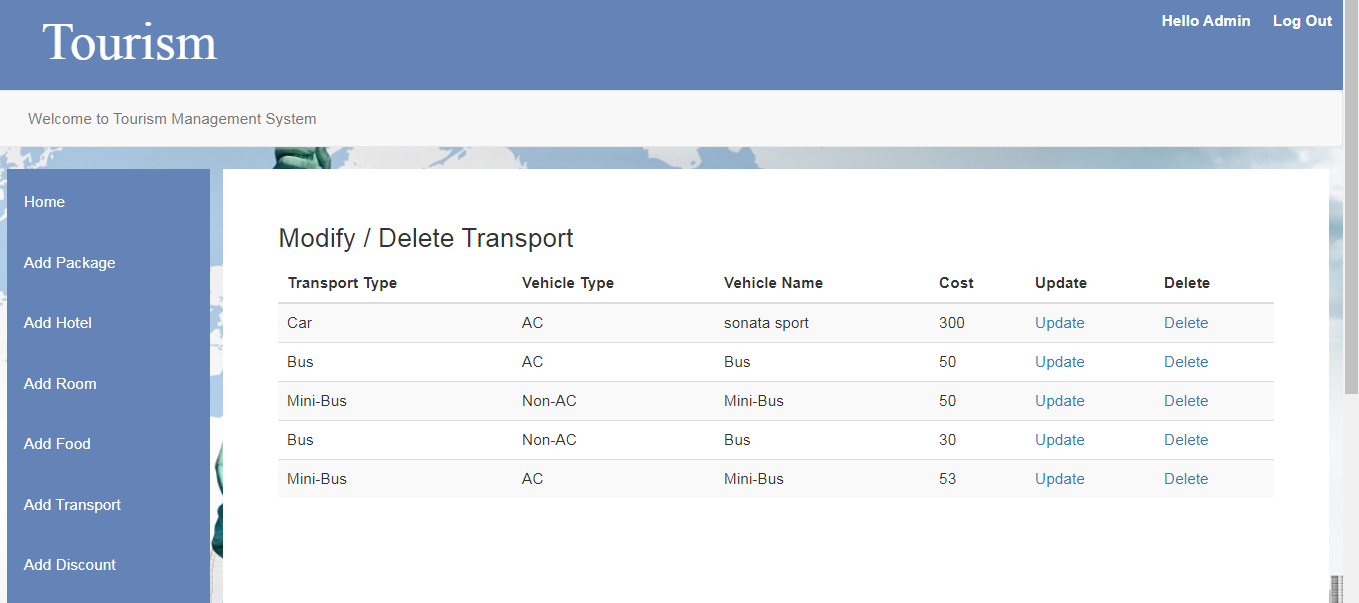 Tourism
Hello Admin Log Out
Welcome to Tourism Management System
Home
Add Package
Add Hotel
Add Room
Add Food
Add Transport
Add Discount
Modify / Delete Transport
Transport Type Vehicle Type Vehicle Name Cost Update Delete
Car AC sonata sport 300 Update Delete
Bus AC Bus 50 Update Delete
Mini-Bus Non-AC Mini-Bus 50 Update Delete
Bus Non-AC Bus 30 Update Delete
Mini-Bus AC Mini-Bus 53 Update Delete